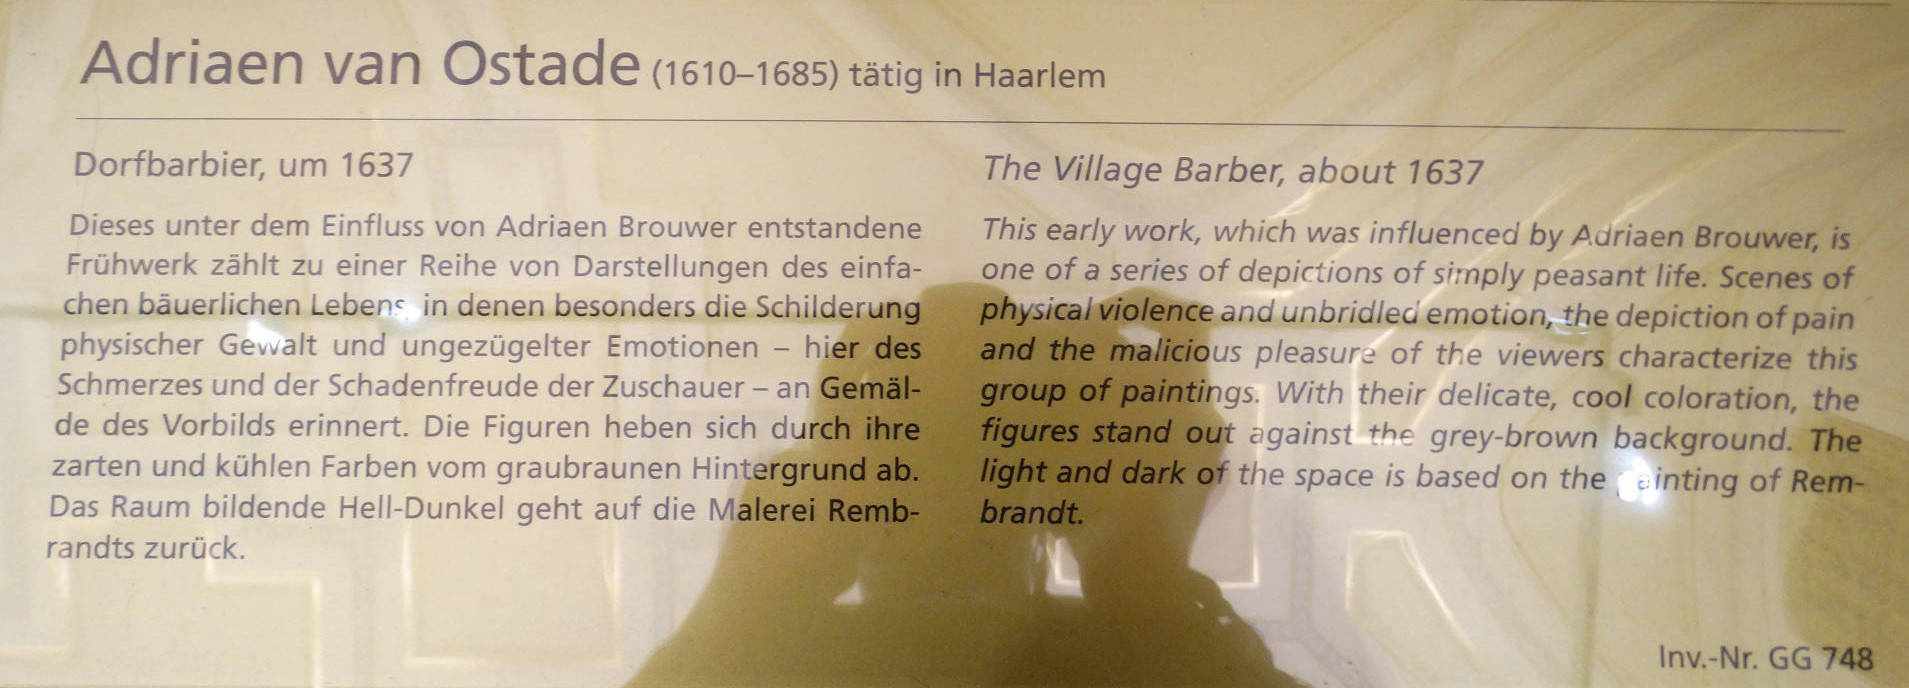 Adriaen van Ostade (1610–1685) tätig in Haarlem
Dorfbarbier, um 1637
Dieses unter dem Einfluss von Adriaen Brouwer entstandene
Frühwerk zählt zu einer Reihe von Darstellungen des einfa-
chen bäuerlichen Lebens, in denen besonders die Schilderung
physischer Gewalt und ungezügelter Emotionen – hier des
Schmerzes und der Schadenfreude der Zuschauer – an Gemäl-
de des Vorbilds erinnert. Die Figuren heben sich durch ihre
zarten und kühlen Farben vom graubraunen Hintergrund ab.
Das Raum bildende Hell-Dunkel geht auf die Malerei Remb-
randts zurück.
The Village Barber, about 1637
This early work, which was influenced by Adriaen Brouwer, is
one of a series of depictions of simply peasant life. Scenes of
physical violence and unbridled emotion, the depiction of pain
and the malicious pleasure of the viewers characterize this
group of paintings. With their delicate, cool coloration, the
figures stand out against the grey-brown background. The
light and dark of the space is based on the painting of Rem-
brandt.
Inv.-Nr. GG 748